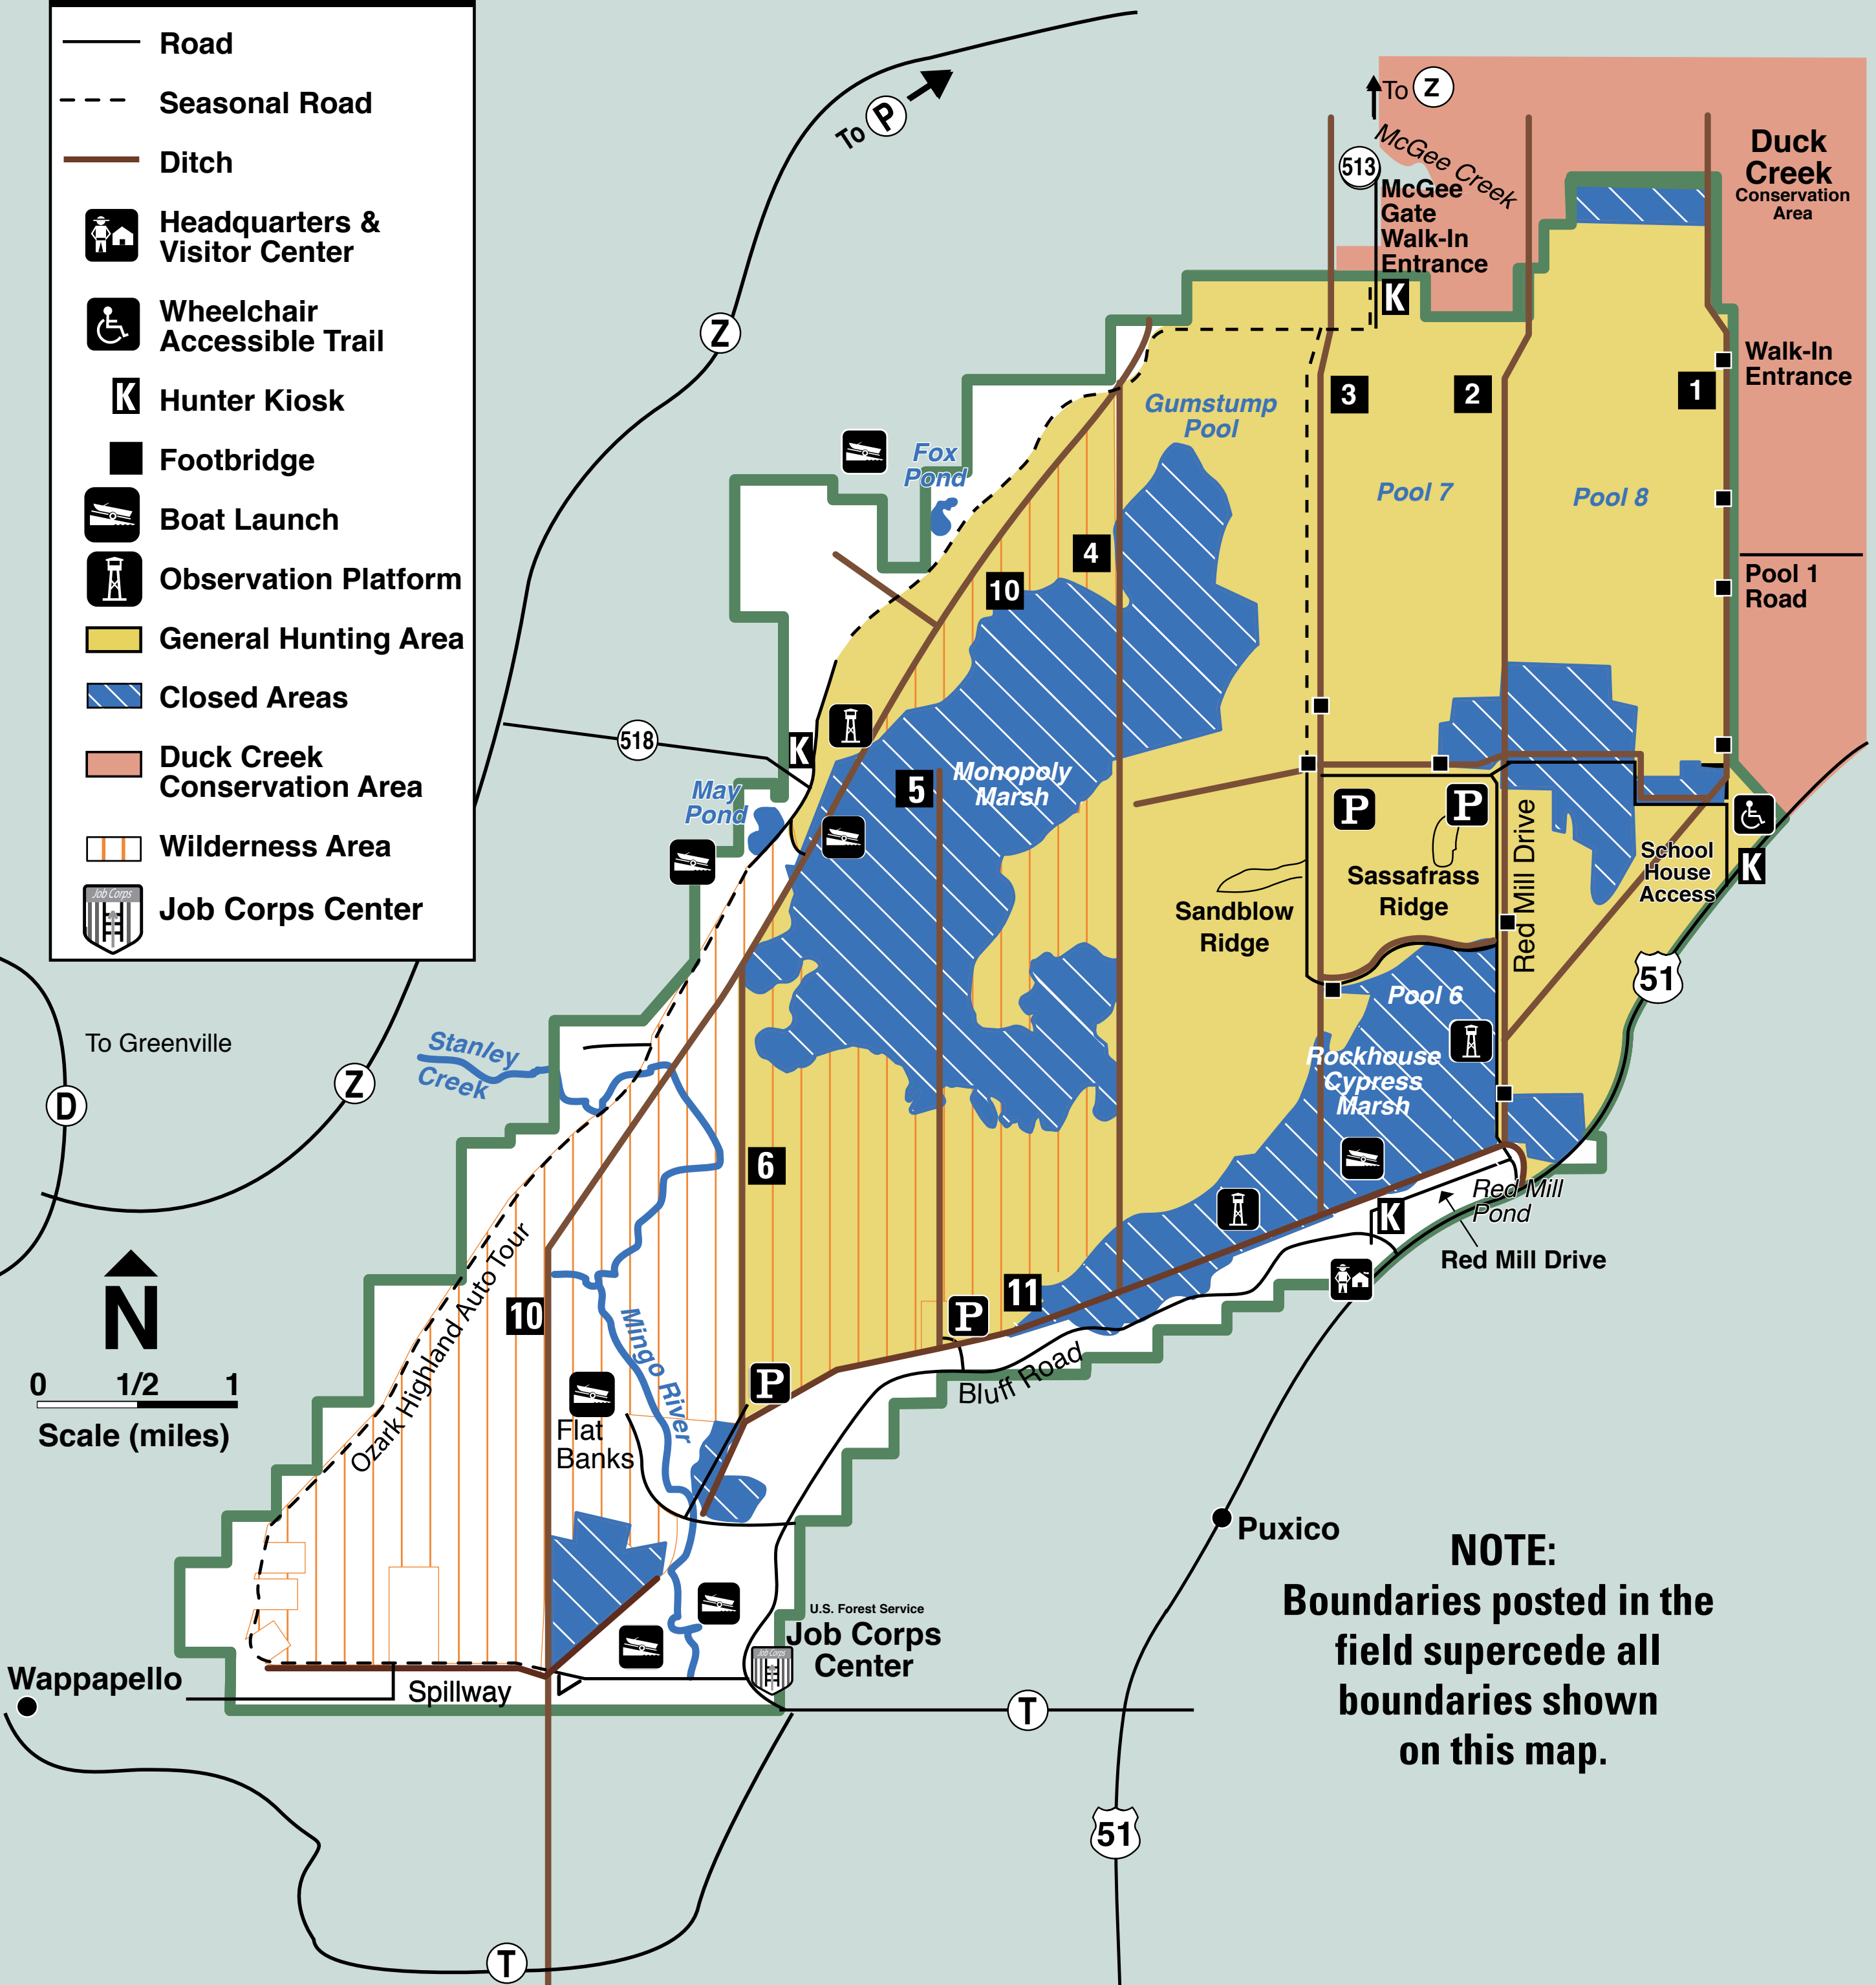 Road
Seasonal Road
Ditch
Headquarters &
Visitor Center
Wheelchair
Accessible Trail
K
Hunter Kiosk
Footbridge
Boat Launch
Observation Platform
General Hunting Area
Closed Areas
Duck Creek
Conservation Area
Wilderness Area
Job Corps
Job Corps Center
To P
To Z
McGee Creek
513
McGee
Gate
Walk-In
Entrance
K
Duck
Creek
Conservation
Area
Z
Walk-In
Entrance
3
2
1
Gumstump
Pool
Fox
Pond
Pool 7
Pool 8
4
10
Pool 1
Road
518
K
May
Pond
5
Monopoly
Marsh
P
P
Red Mill Drive
School
House
Access
K
Sassafrass
Ridge
Sandblow
Ridge
51
Pool 6
To Greenville
Stanley
Creek
Rockhouse
Cypress
Marsh
Z
D
6
Red Mill
Pond
K
Red Mill Drive
Ozark Highland Auto Tour
10
11
P
Mingo River
N
0 1/2 1
Scale (miles)
P
Bluff Road
Flat
Banks
Puxico
NOTE:
Boundaries posted in the
field supercede all
boundaries shown
on this map.
U.S. Forest Service
Job Corps
Center
Job Corps
Wappapello
Spillway
T
51
T